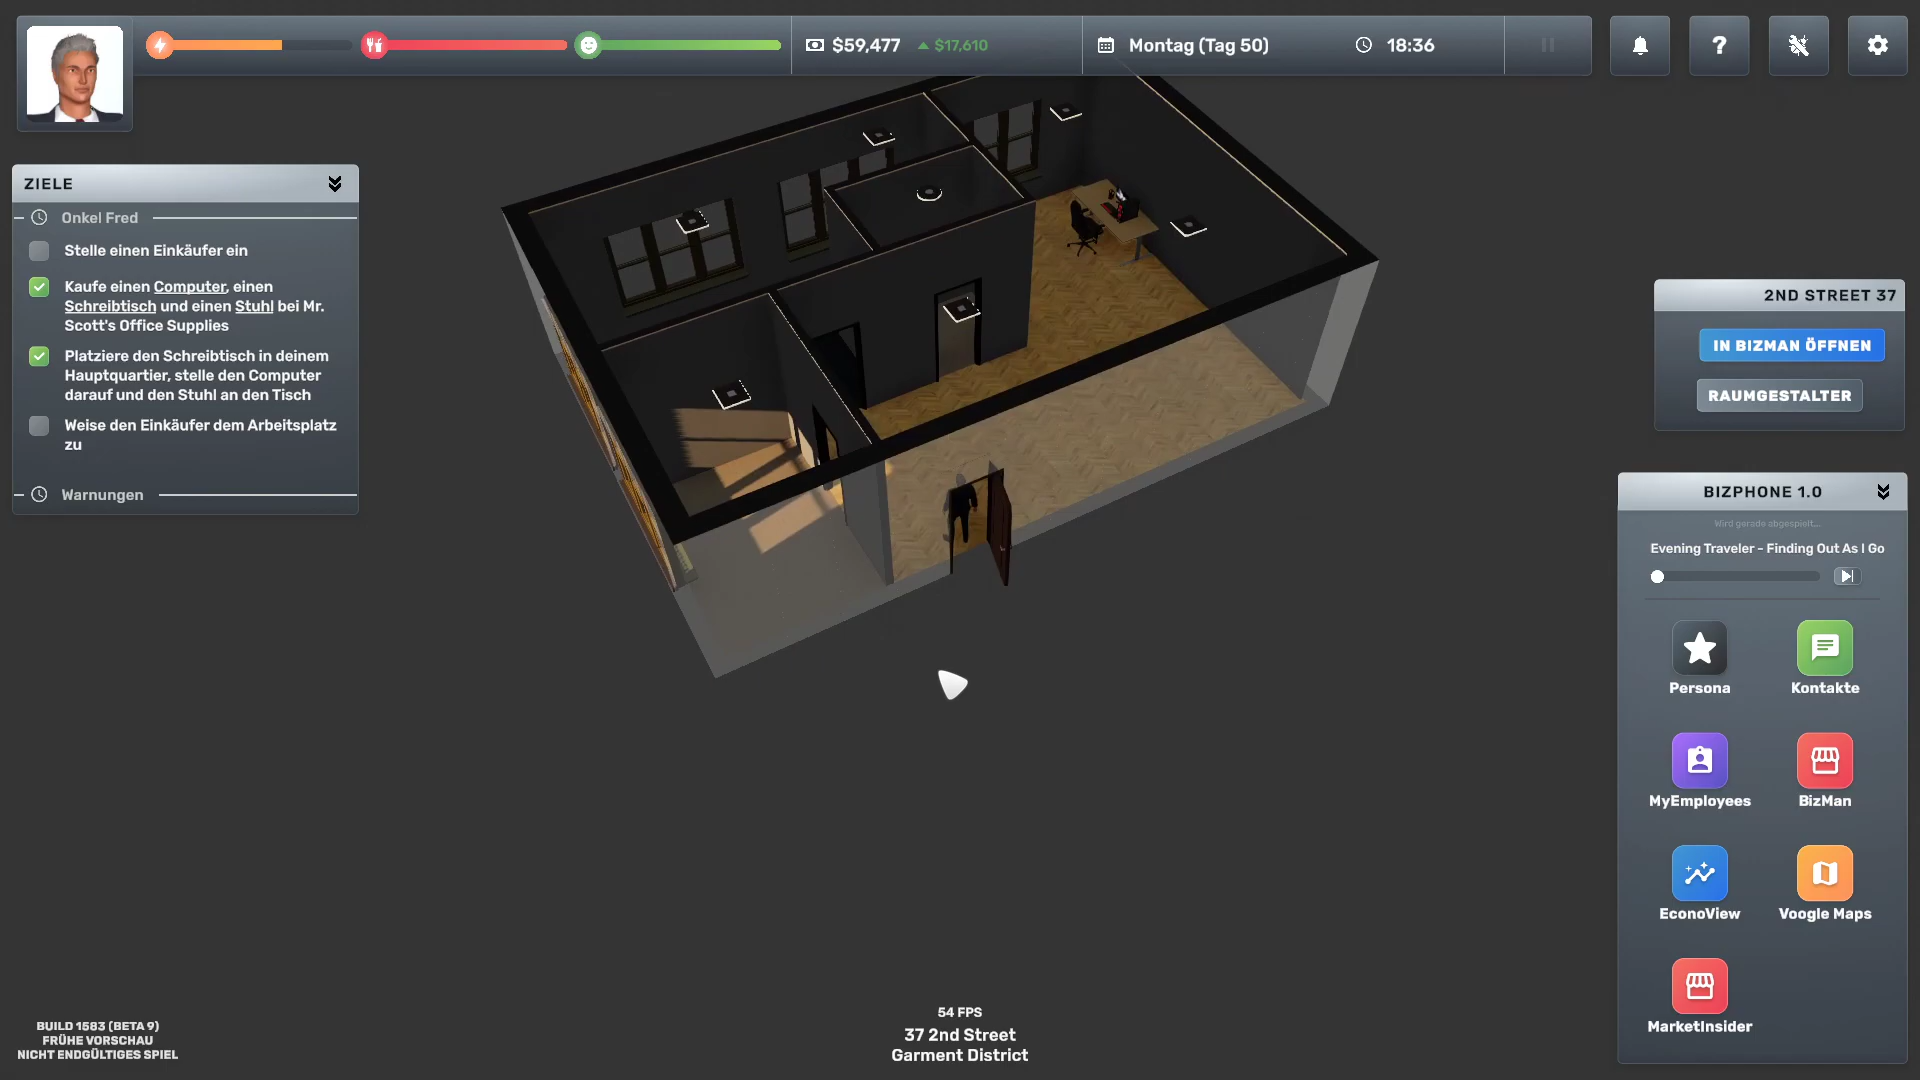 $59,477
$17,610
Montag (Tag 50)
18:36
?
ZIELE
Onkel Fred
Stelle einen Einkäufer ein
Kaufe einen Computer, einen
Schreibtisch und einen Stuhl bei Mr.
Scott's Office Supplies
Platziere den Schreibtisch in deinem
Hauptquartier, stelle den Computer
darauf und den Stuhl an den Tisch
Weise den Einkäufer dem Arbeitsplatz
zu
Warnungen
2ND STREET 37
IN BIZMAN ÖFFNEN
RAUMGESTALTER
BIZPHONE 1.0
Wird gerade abgespielt...
Evening Traveler - Finding Out As I Go
Persona
Kontakte
MyEmployees
BizMan
EconoView
Voogle Maps
MarketInsider
54 FPS
37 2nd Street
Garment District
BUILD 1583 (BETA 9)
FRÜHE VORSCHAU
NICHT ENDGÜLTIGES SPIEL